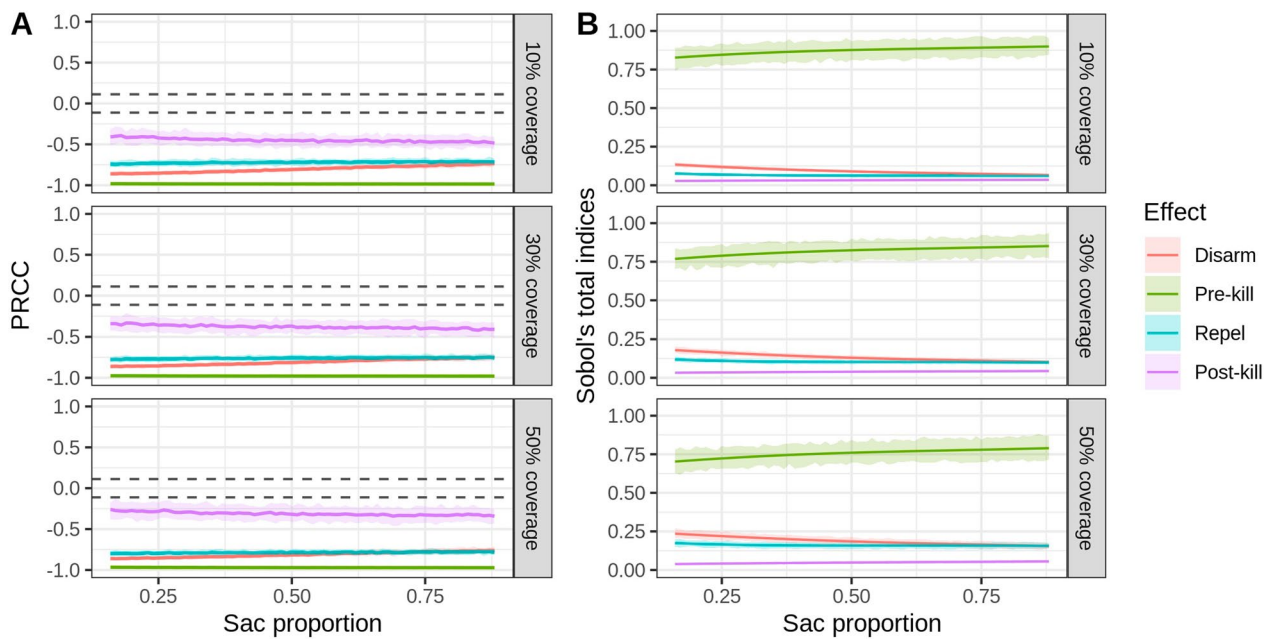 A
1.0
0.5
0.0
-0.5
-1.0
10% coverage
1.0
0.5
0.0
-0.5
-1.0
30% coverage
1.0
0.5
0.0
-0.5
-1.0
50% coverage
PRCC
0.25 0.50 0.75
Sac proportion
B
1.00
0.75
0.50
0.25
0.00
10% coverage
1.00
0.75
0.50
0.25
0.00
30% coverage
1.00
0.75
0.50
0.25
0.00
50% coverage
Sobol's total indices
0.25 0.50 0.75
Sac proportion
Effect
Disarm
Pre-kill
Repel
Post-kill